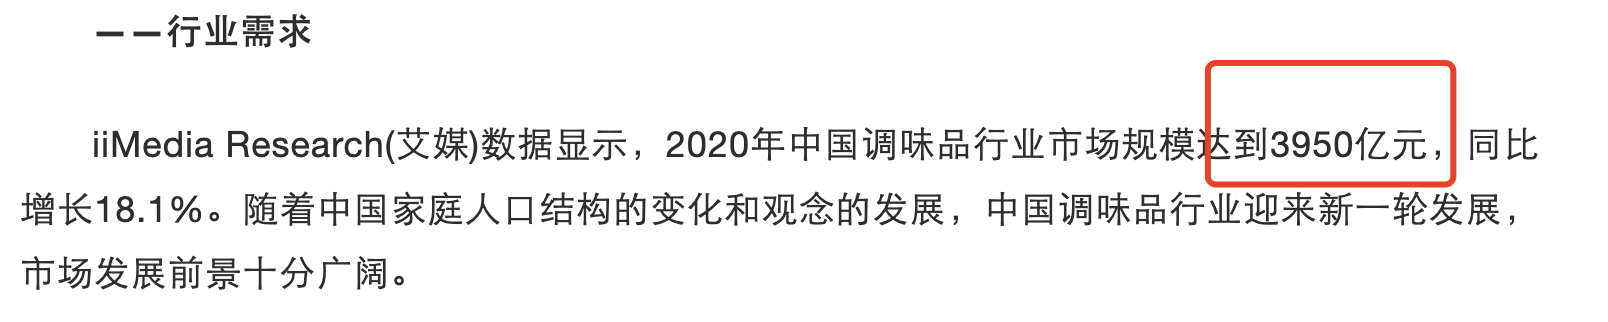 ——行业需求
iiMedia Research(艾媒)数据显示，2020年中国调味品行业市场规模达到3950亿元，同比
增长18.1%。随着中国家庭人口结构的变化和观念的发展，中国调味品行业迎来新一轮发展，
市场发展前景十分广阔。